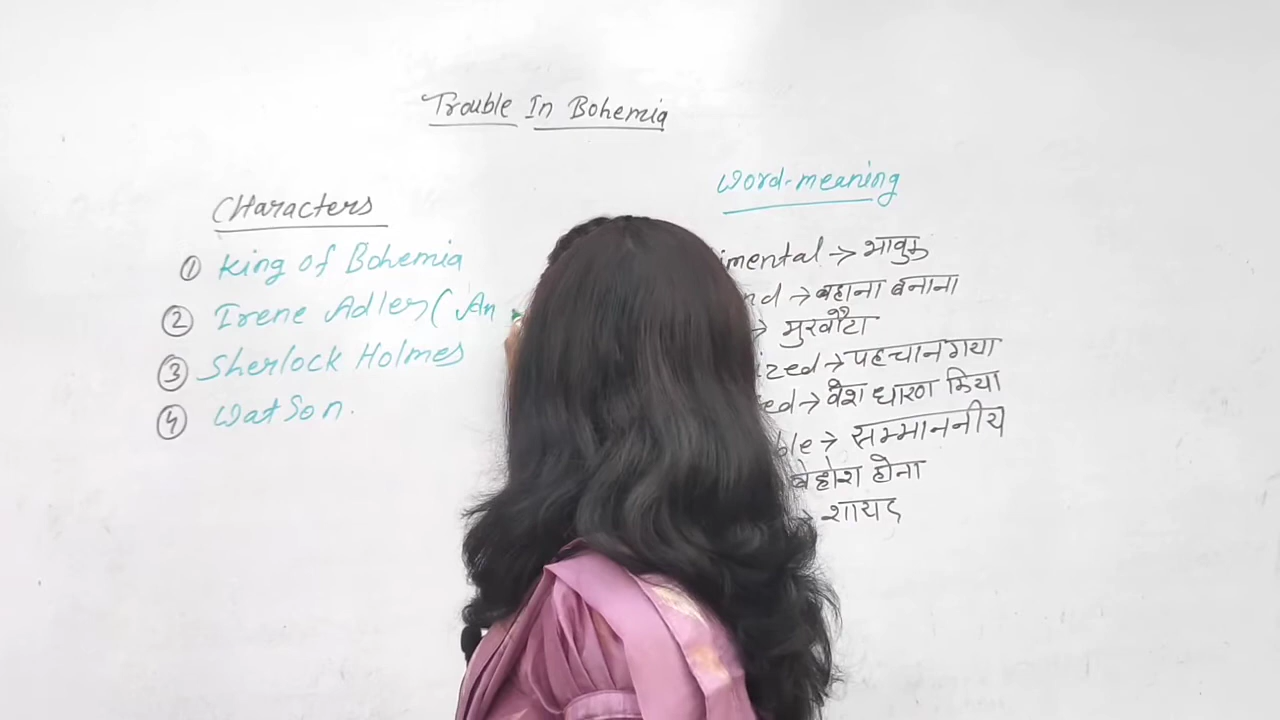 Trouble In Bohemia
Characters
① King of Bohemia
② Irene Adler ( An
③ Sherlock Holmes
④ Watson.
Word-meaning
imental → भावुक
nd → बहाना बनाना
→ मुखौटा
ized → पहचान गया
ed → वेश धारण किया
ble → सम्माननीय
बेहोश होना
→ शायद